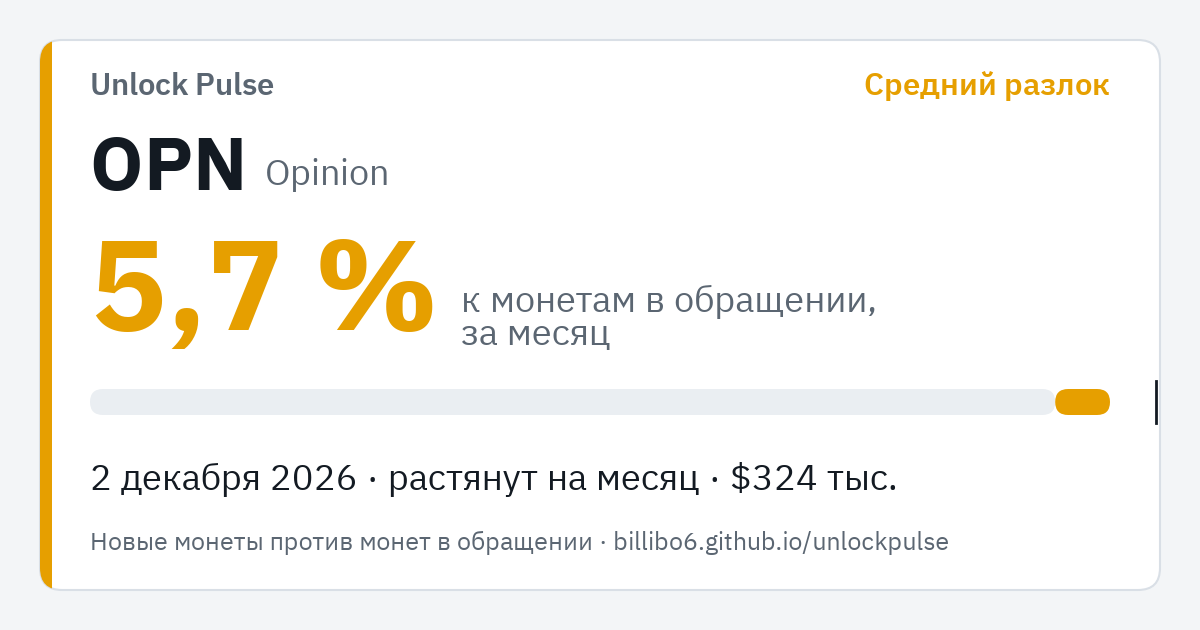 Unlock Pulse
Средний разлок
OPN Opinion
5,7 % к монетам в обращении,
за месяц
2 декабря 2026 · растянут на месяц · $324 тыс.
Новые монеты против монет в обращении · billibo6.github.io/unlockpulse